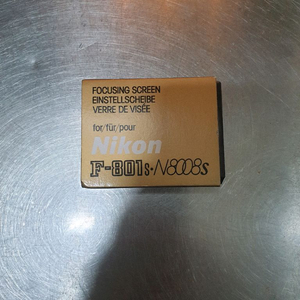 FOCUSING SCREEN
EINSTELLSCHEIBE
VERRE DE VISÉE
for/für/pour
Nikon
F-801s·N8008s